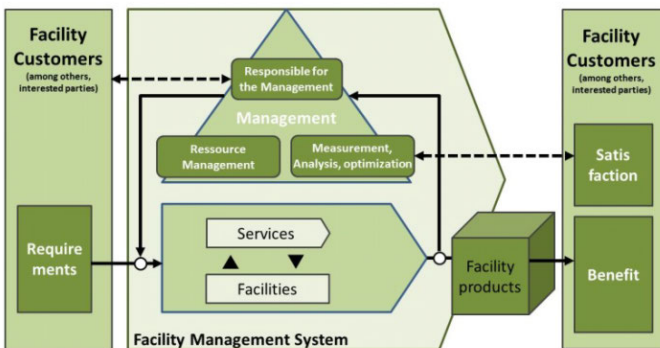 Facility
Customers
(among others,
interested parties)
Require
ments
Responsible for
the Management
Management
Ressource
Management
Measurement,
Analysis, optimization
Services
Facilities
Facility Management System
Facility
products
Facility
Customers
(among others,
interested parties)
Satis
faction
Benefit